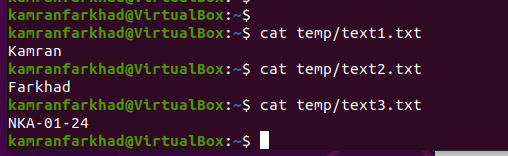 kamranfarkhad@VirtualBox:~$
kamranfarkhad@VirtualBox:~$ cat temp/text1.txt
Kamran
kamranfarkhad@VirtualBox:~$ cat temp/text2.txt
Farkhad
kamranfarkhad@VirtualBox:~$ cat temp/text3.txt
NKA-01-24
kamranfarkhad@VirtualBox:~$